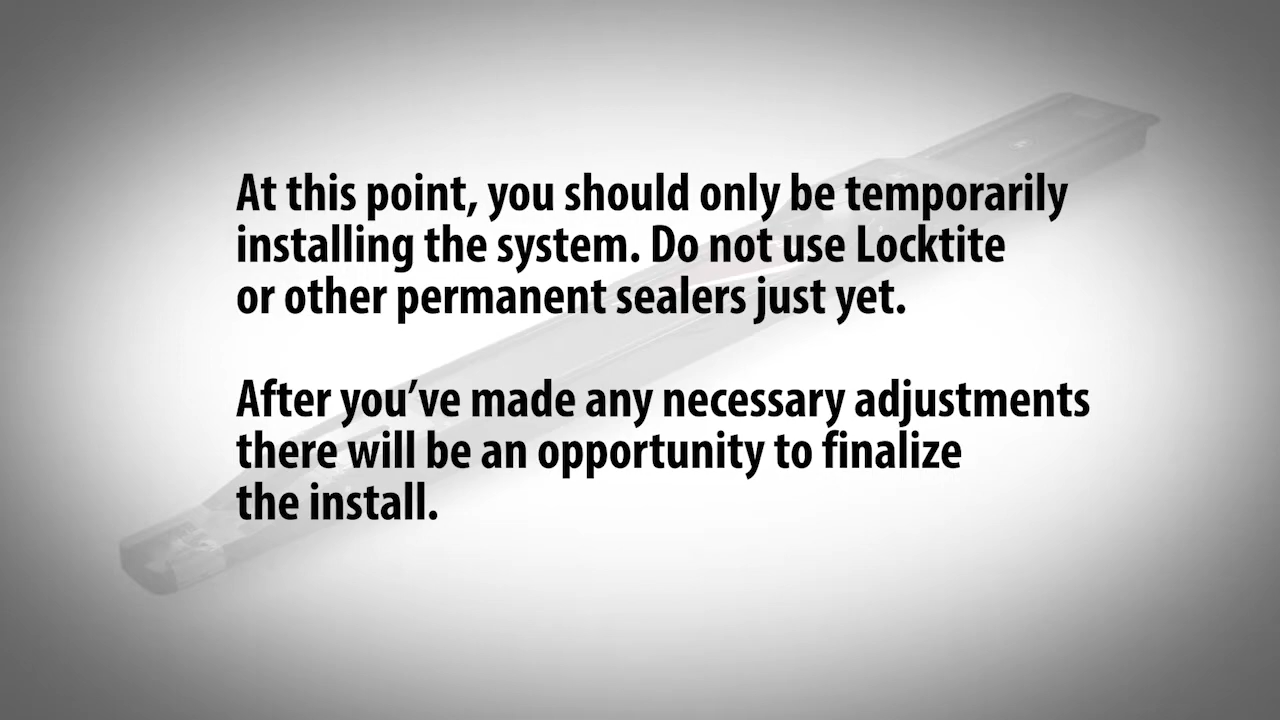 At this point, you should only be temporarily
installing the system. Do not use Locktite
or other permanent sealers just yet.
After you’ve made any necessary adjustments
there will be an opportunity to finalize
the install.